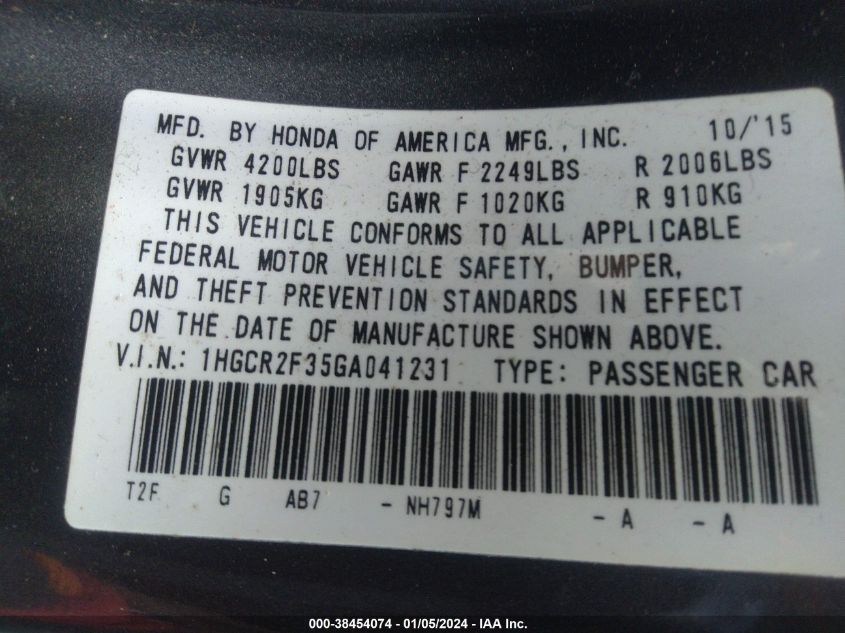 MFD. BY HONDA OF AMERICA MFG., INC. 10/'15
GVWR 4200LBS GAWR F 2249LBS R 2006LBS
GVWR 1905KG GAWR F 1020KG R 910KG
THIS VEHICLE CONFORMS TO ALL APPLICABLE
FEDERAL MOTOR VEHICLE SAFETY, BUMPER,
AND THEFT PREVENTION STANDARDS IN EFFECT
ON THE DATE OF MANUFACTURE SHOWN ABOVE.
V.I.N.: 1HGCR2F35GA041231 TYPE: PASSENGER CAR
T2F G AB7 - NH797M - A - A
000-38454074 - 01/05/2024 - IAA Inc.